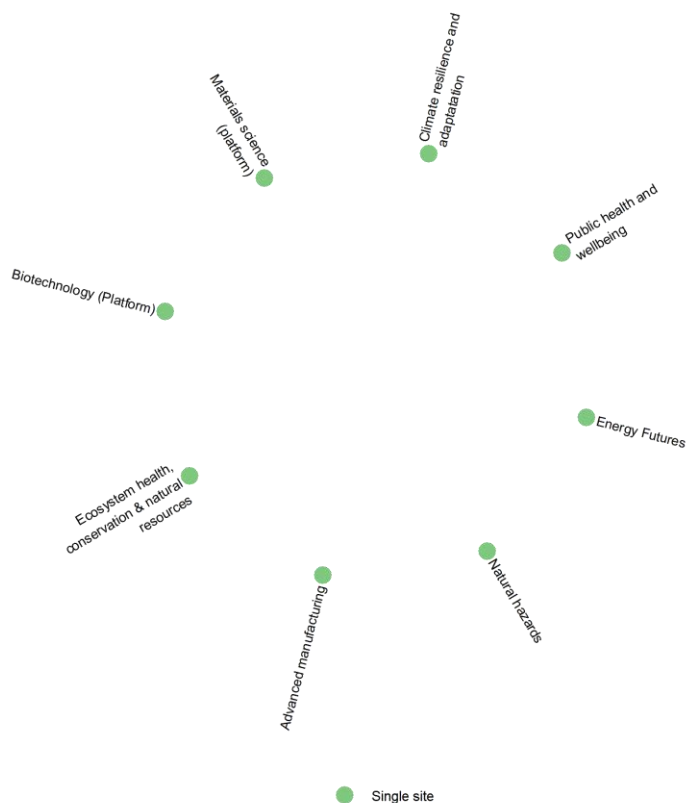 Climate resilience and
adaptatation
Materials science
(platform)
Public health and
wellbeing
Biotechnology (Platform)
Energy Futures
Ecosystem health,
conservation & natural
resources
Natural hazards
Advanced manufacturing
Single site